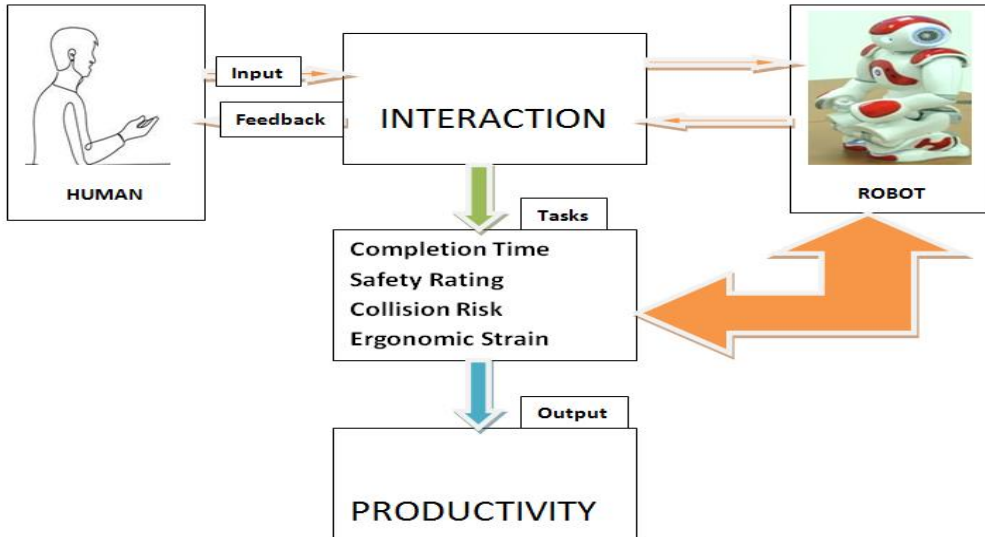 Input
Feedback
INTERACTION
HUMAN
ROBOT
Tasks
Completion Time
Safety Rating
Collision Risk
Ergonomic Strain
Output
PRODUCTIVITY